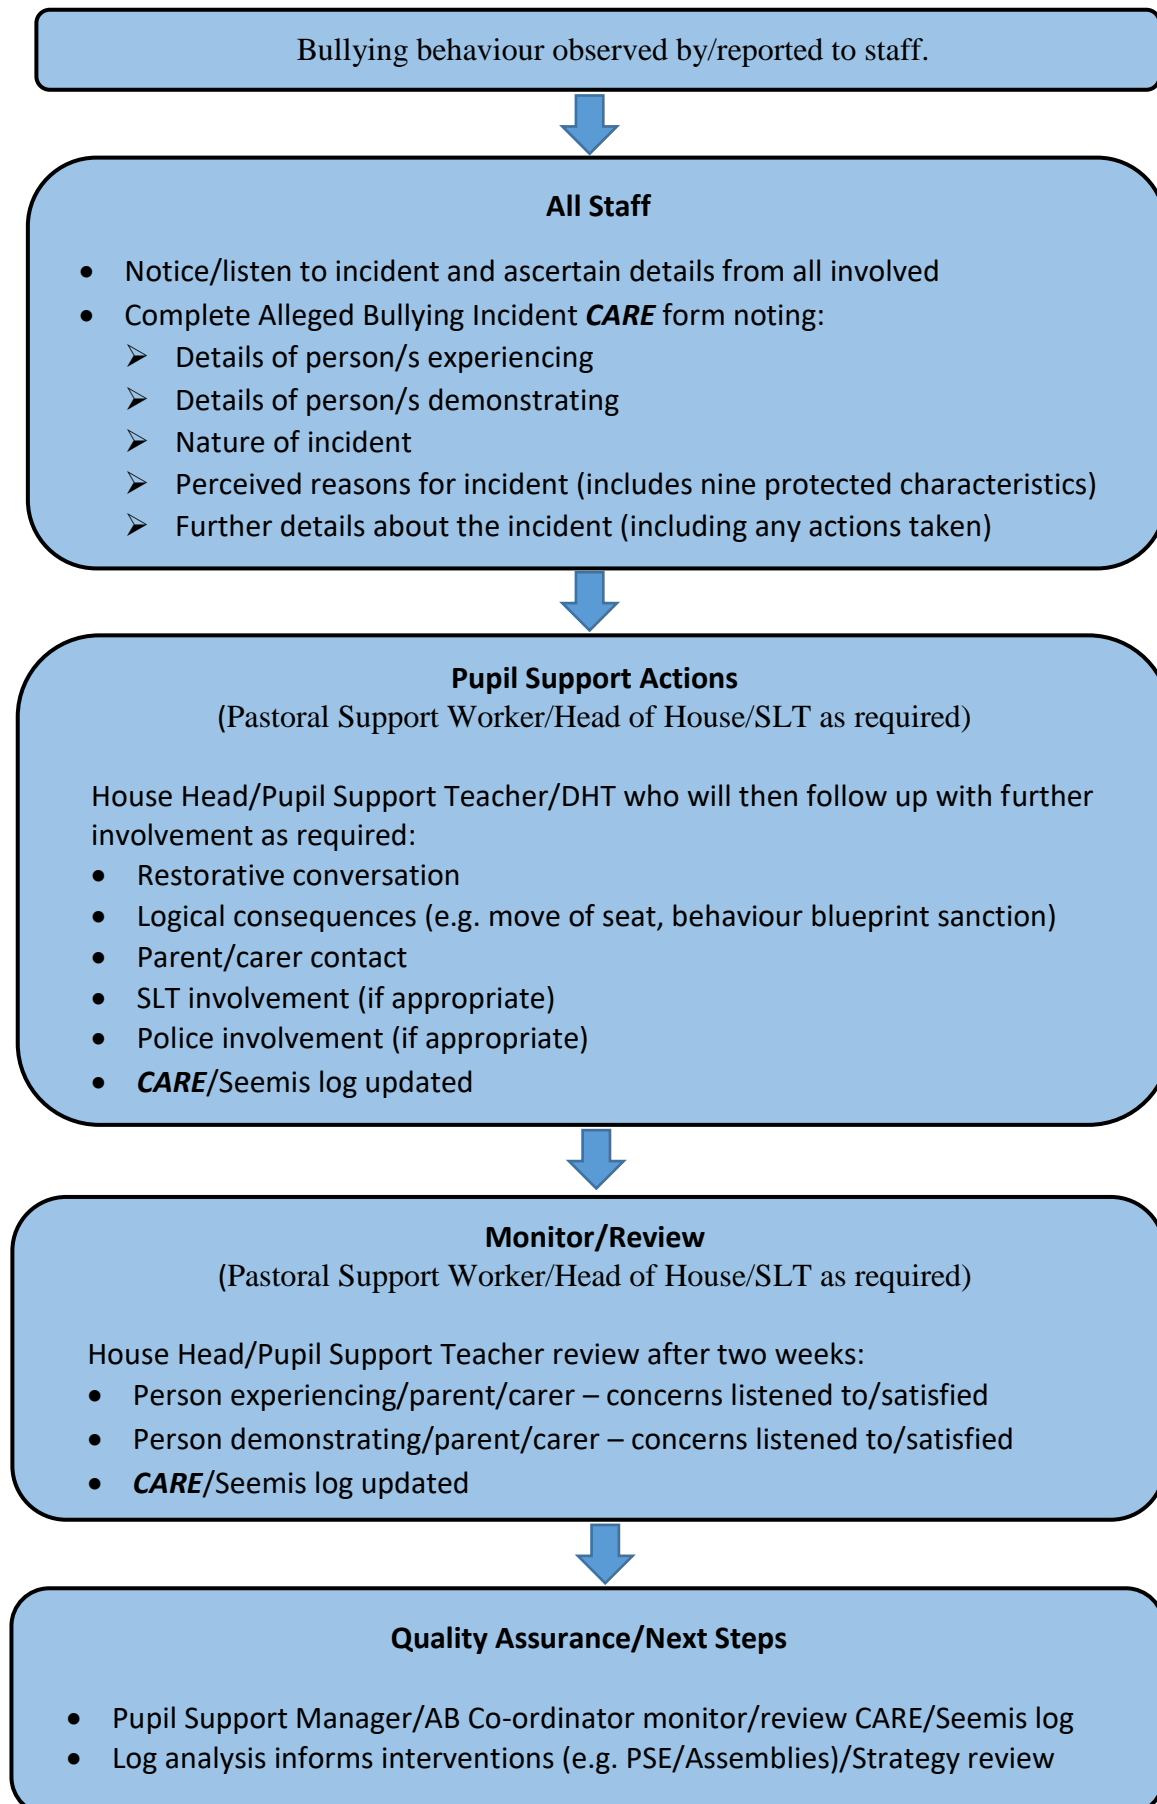 Bullying behaviour observed by/reported to staff.
All Staff
• Notice/listen to incident and ascertain details from all involved
• Complete Alleged Bullying Incident CARE form noting:
➢ Details of person/s experiencing
➢ Details of person/s demonstrating
➢ Nature of incident
➢ Perceived reasons for incident (includes nine protected characteristics)
➢ Further details about the incident (including any actions taken)
Pupil Support Actions
(Pastoral Support Worker/Head of House/SLT as required)
House Head/Pupil Support Teacher/DHT who will then follow up with further
involvement as required:
• Restorative conversation
• Logical consequences (e.g. move of seat, behaviour blueprint sanction)
• Parent/carer contact
• SLT involvement (if appropriate)
• Police involvement (if appropriate)
• CARE/Seemis log updated
Monitor/Review
(Pastoral Support Worker/Head of House/SLT as required)
House Head/Pupil Support Teacher review after two weeks:
• Person experiencing/parent/carer – concerns listened to/satisfied
• Person demonstrating/parent/carer – concerns listened to/satisfied
• CARE/Seemis log updated
Quality Assurance/Next Steps
• Pupil Support Manager/AB Co-ordinator monitor/review CARE/Seemis log
• Log analysis informs interventions (e.g. PSE/Assemblies)/Strategy review